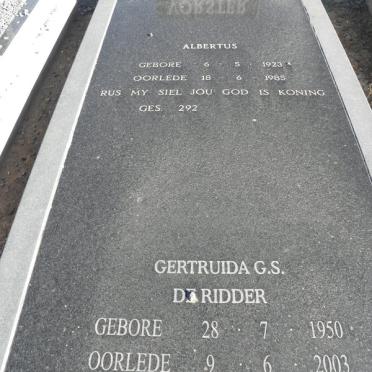 VORSTER
ALBERTUS
GEBORE 6 · 5 · 1923
OORLEDE 18 · 6 · 1985
RUS MY SIEL JOU GOD IS KONING
GES. 292
GERTRUIDA G.S.
DE RIDDER
GEBORE 28 · 7 · 1950
OORLEDE 9 · 6 · 2003